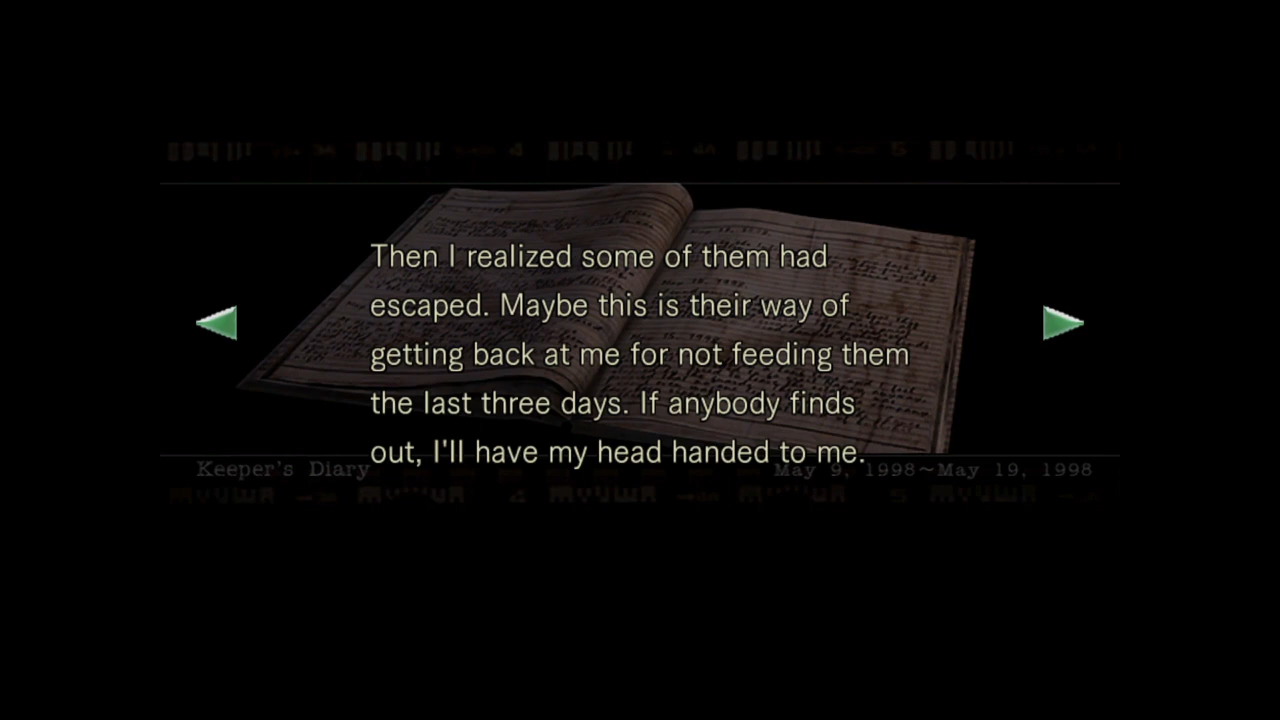 Then I realized some of them had
escaped. Maybe this is their way of
getting back at me for not feeding them
the last three days. If anybody finds
out, I'll have my head handed to me.
Keeper's Diary
May 9, 1998~May 19, 1998